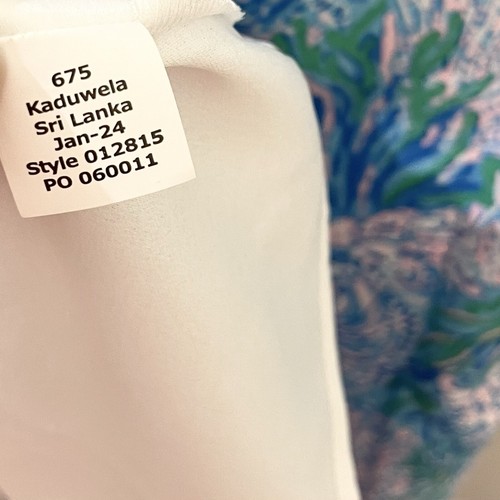 675
Kaduwela
Sri Lanka
Jan-24
Style 012815
PO 060011